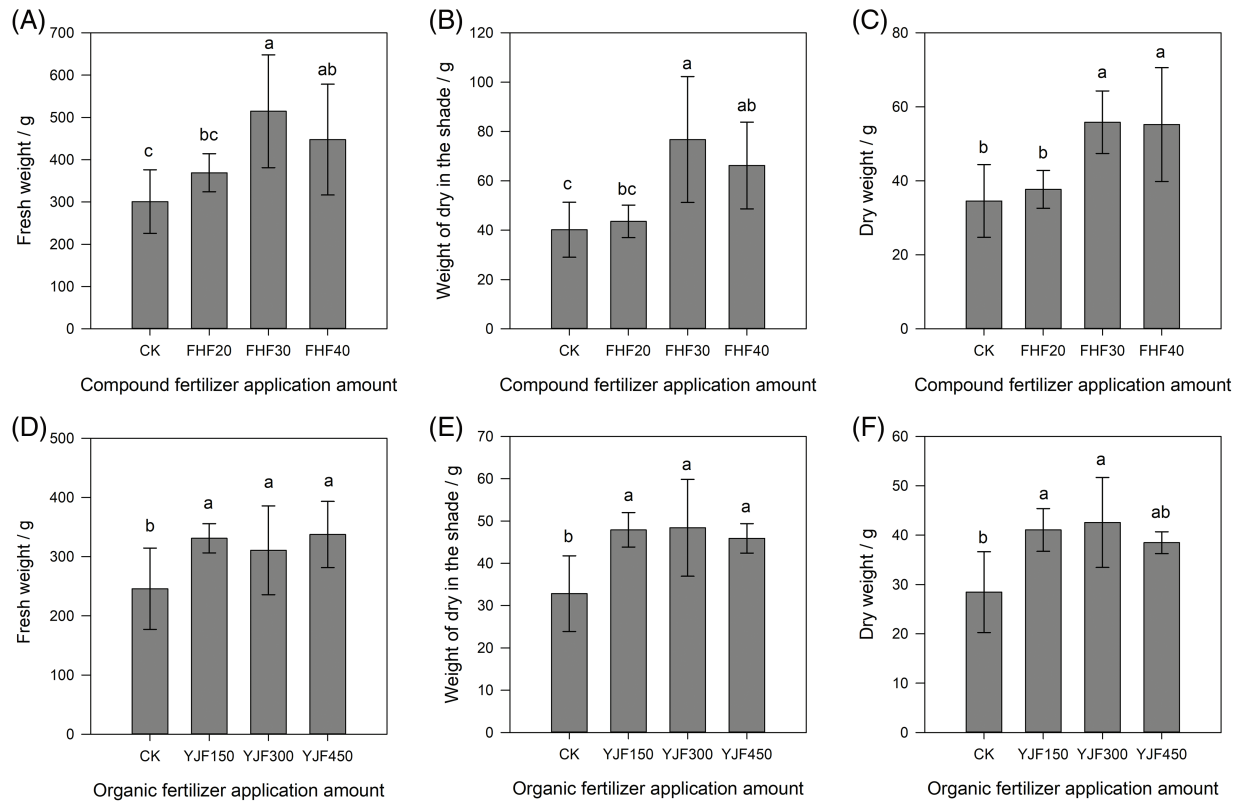 (A)
Fresh weight / g
700
600
500
400
300
200
100
0
c
bc
a
ab
CK FHF20 FHF30 FHF40
Compound fertilizer application amount
(B)
Weight of dry in the shade / g
120
100
80
60
40
20
0
c
bc
a
ab
CK FHF20 FHF30 FHF40
Compound fertilizer application amount
(C)
Dry weight / g
80
60
40
20
0
b
b
a
a
CK FHF20 FHF30 FHF40
Compound fertilizer application amount
(D)
Fresh weight / g
500
400
300
200
100
0
b
a
a
a
CK YJF150 YJF300 YJF450
Organic fertilizer application amount
(E)
Weight of dry in the shade / g
70
60
50
40
30
20
10
0
b
a
a
a
CK YJF150 YJF300 YJF450
Organic fertilizer application amount
(F)
Dry weight / g
60
50
40
30
20
10
0
b
a
a
ab
CK YJF150 YJF300 YJF450
Organic fertilizer application amount